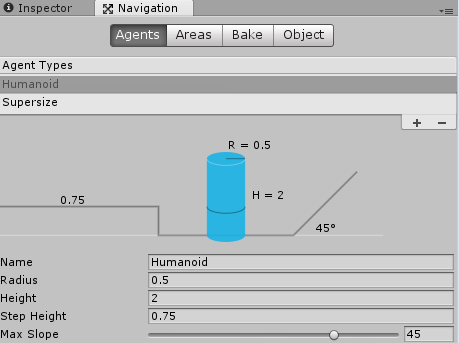 Inspector Navigation
Agents Areas Bake Object
Agent Types
Humanoid
Supersize
+ −
R = 0.5
0.75
H = 2
45°
Name Humanoid
Radius 0.5
Height 2
Step Height 0.75
Max Slope 45